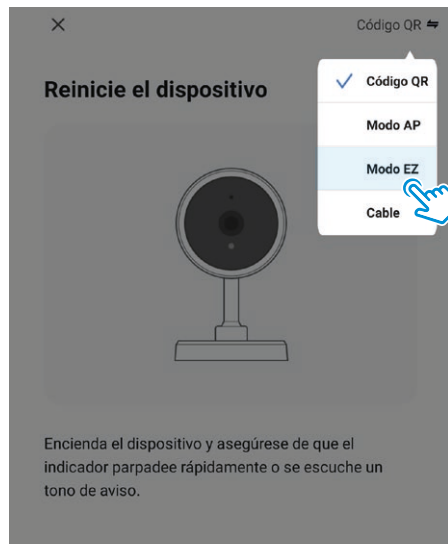 Código QR
Reinicie el dispositivo
Código QR
Modo AP
Modo EZ
Cable
Encienda el dispositivo y asegúrese de que el
indicador parpadee rápidamente o se escuche un
tono de aviso.